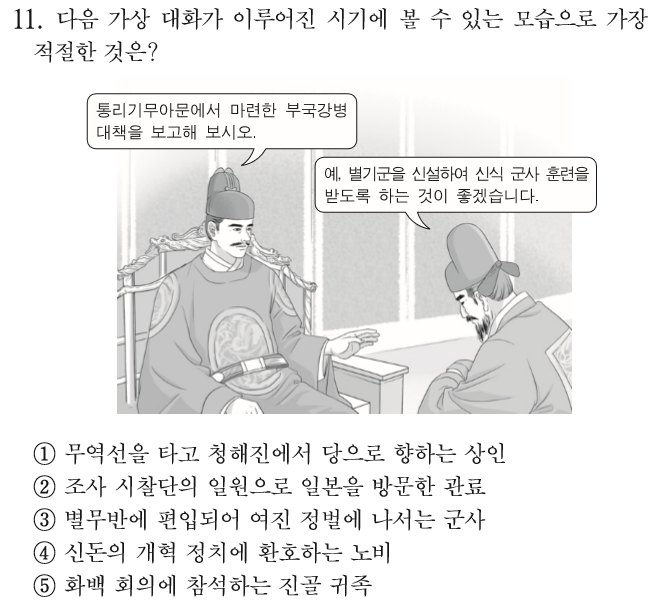 11. 다음 가상 대화가 이루어진 시기에 볼 수 있는 모습으로 가장
적절한 것은?
통리기무아문에서 마련한 부국강병
대책을 보고해 보시오.
예, 별기군을 신설하여 신식 군사 훈련을
받도록 하는 것이 좋겠습니다.
① 무역선을 타고 청해진에서 당으로 향하는 상인
② 조사 시찰단의 일원으로 일본을 방문한 관료
③ 별무반에 편입되어 여진 정벌에 나서는 군사
④ 신돈의 개혁 정치에 환호하는 노비
⑤ 화백 회의에 참석하는 진골 귀족